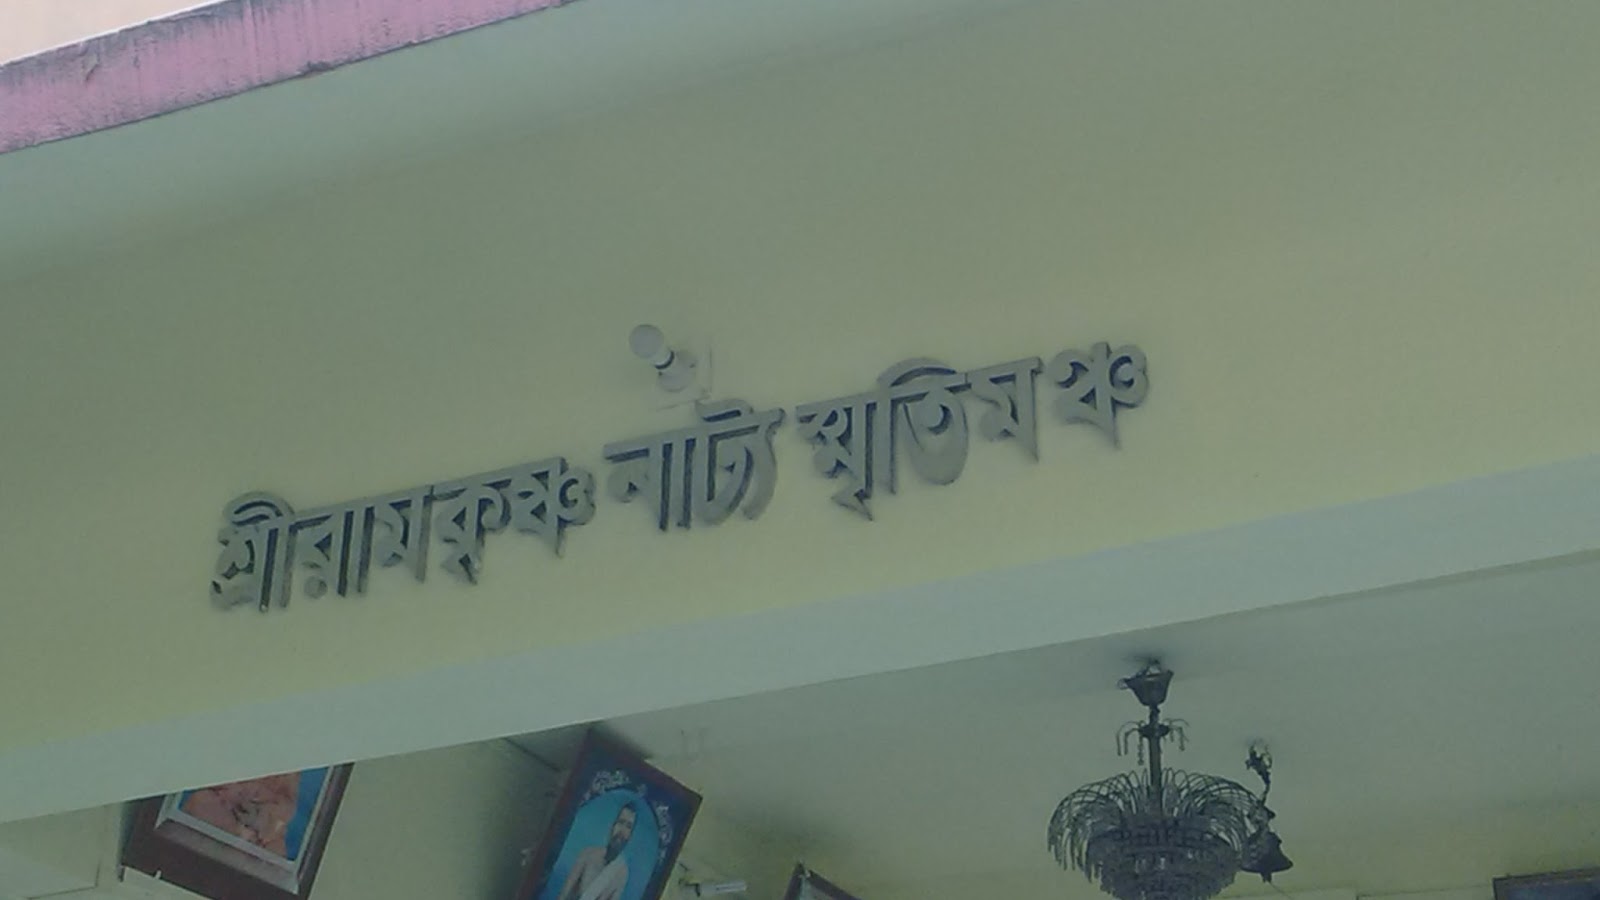 শ্রীরামকৃষ্ণ নাট্য স্মৃতিমঞ্চ